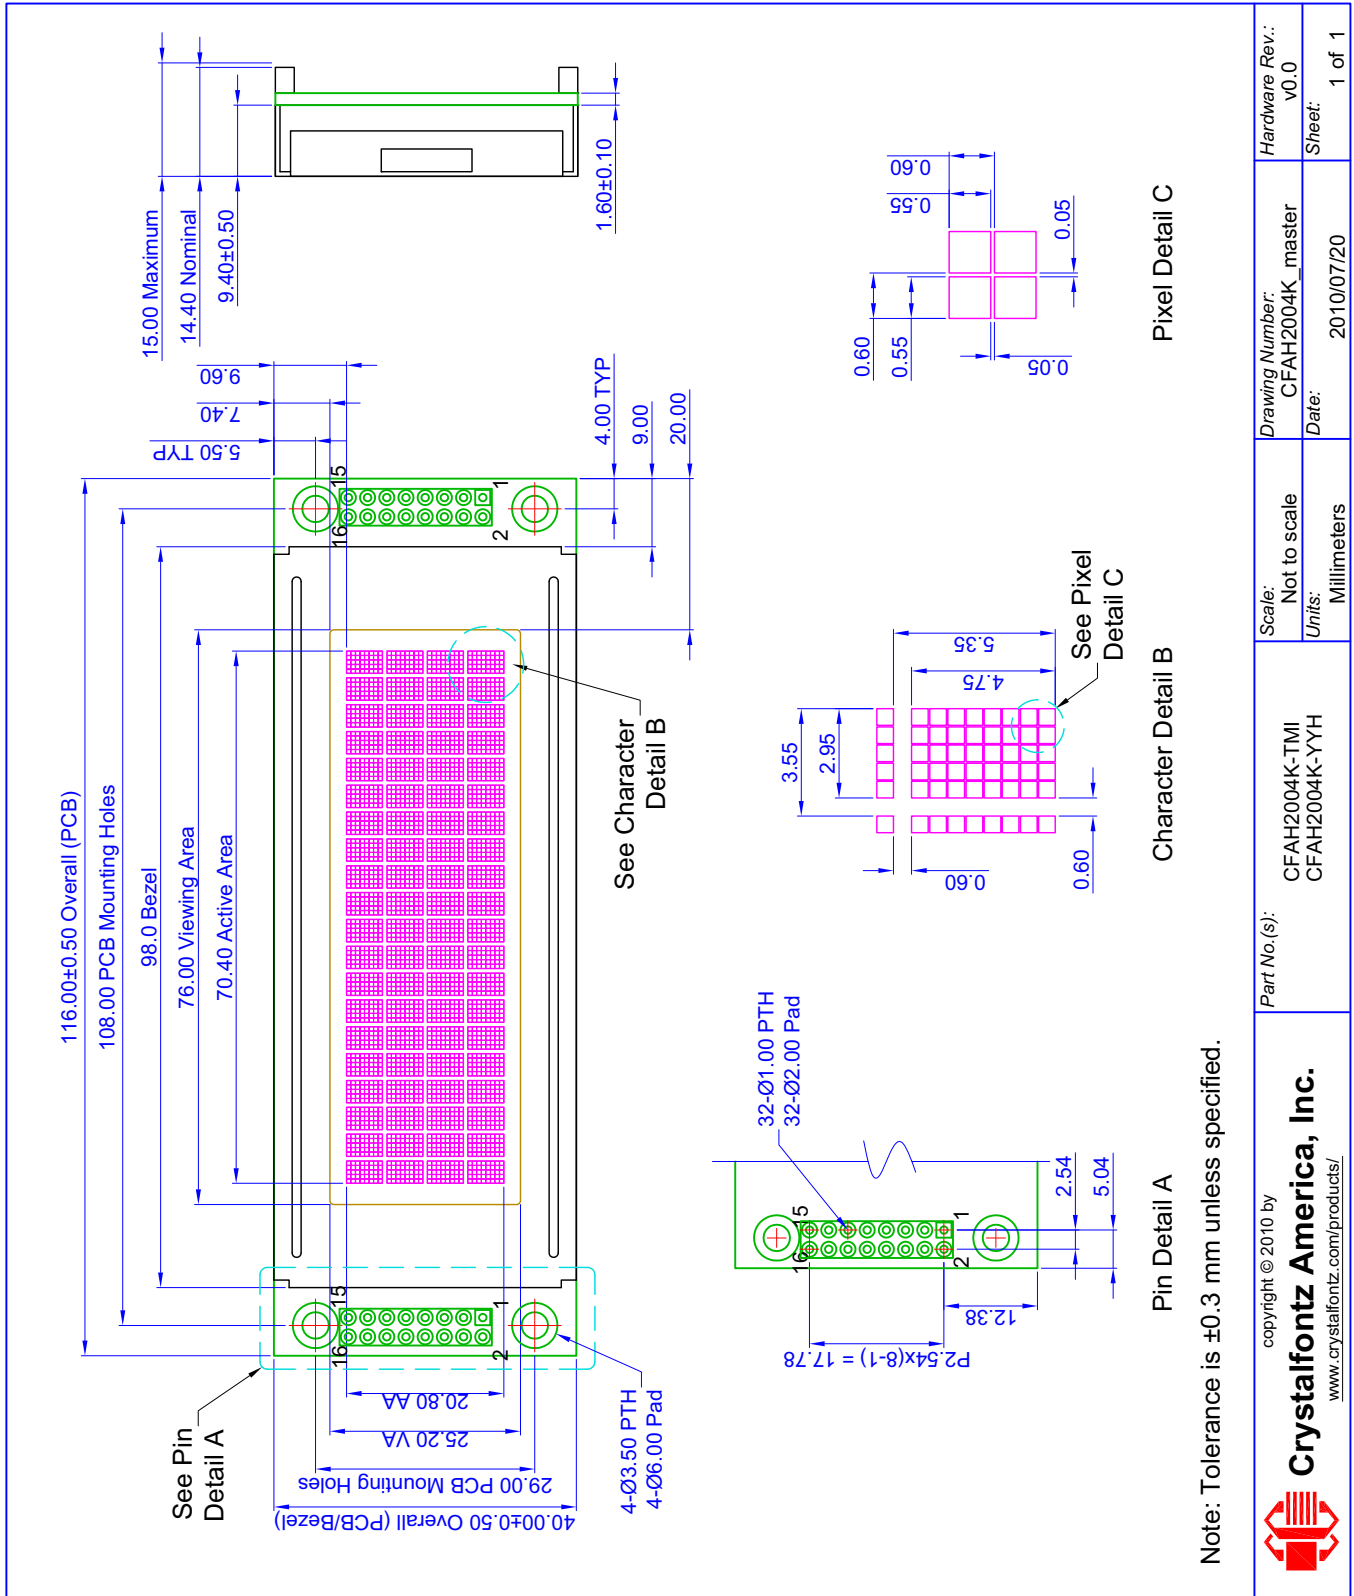 116.00±0.50 Overall (PCB)
108.00 PCB Mounting Holes
98.0 Bezel
76.00 Viewing Area
70.40 Active Area
15.00 Maximum
14.40 Nominal
9.40±0.50
1.60±0.10
5.50 TYP
7.40
9.60
4.00 TYP
9.00
20.00
See Pin
Detail A
16
15
2
1
16
15
2
1
40.00±0.50 Overall (PCB/Bezel)
29.00 PCB Mounting Holes
25.20 VA
20.80 AA
4-Ø3.50 PTH
4-Ø6.00 Pad
See Character
Detail B
32-Ø1.00 PTH
32-Ø2.00 Pad
16
15
2
1
P2.54x(8-1) = 17.78
12.38
2.54
5.04
Pin Detail A
3.55
2.95
5.35
4.75
0.60
0.60
See Pixel
Detail C
Character Detail B
0.60
0.55
0.60
0.55
0.05
0.05
Pixel Detail C
Note: Tolerance is ±0.3 mm unless specified.
copyright © 2010 by
Crystalfontz America, Inc.
www.crystalfontz.com/products/
Part No.(s):
CFAH2004K-TMI
CFAH2004K-YYH
Scale:
Not to scale
Units:
Millimeters
Drawing Number:
CFAH2004K_master
Date:
2010/07/20
Hardware Rev.:
v0.0
Sheet:
1 of 1